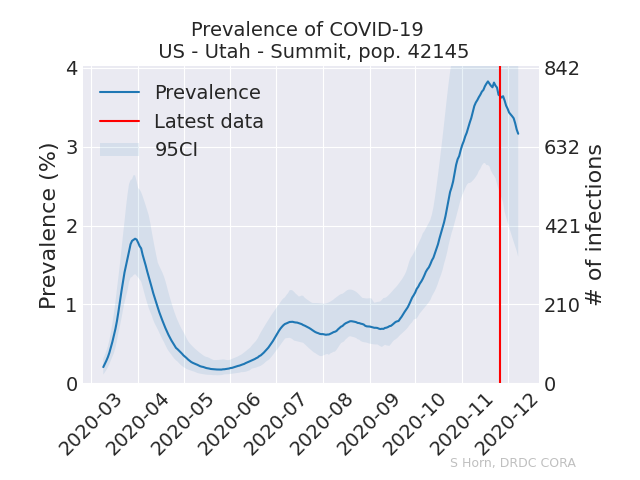 Prevalence of COVID-19
US - Utah - Summit, pop. 42145
Prevalence
Latest data
95CI
Prevalence (%)
4
3
2
1
0
842
632
421
210
0
# of infections
2020-03
2020-04
2020-05
2020-06
2020-07
2020-08
2020-09
2020-10
2020-11
2020-12
S Horn, DRDC CORA